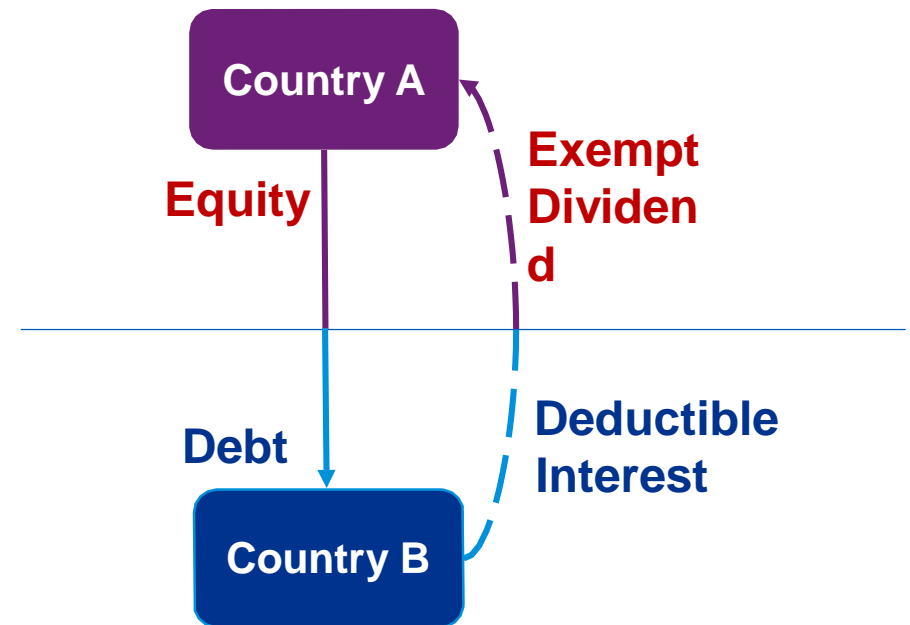 Country A
Equity
Exempt
Dividen
d
Debt
Deductible
Interest
Country B